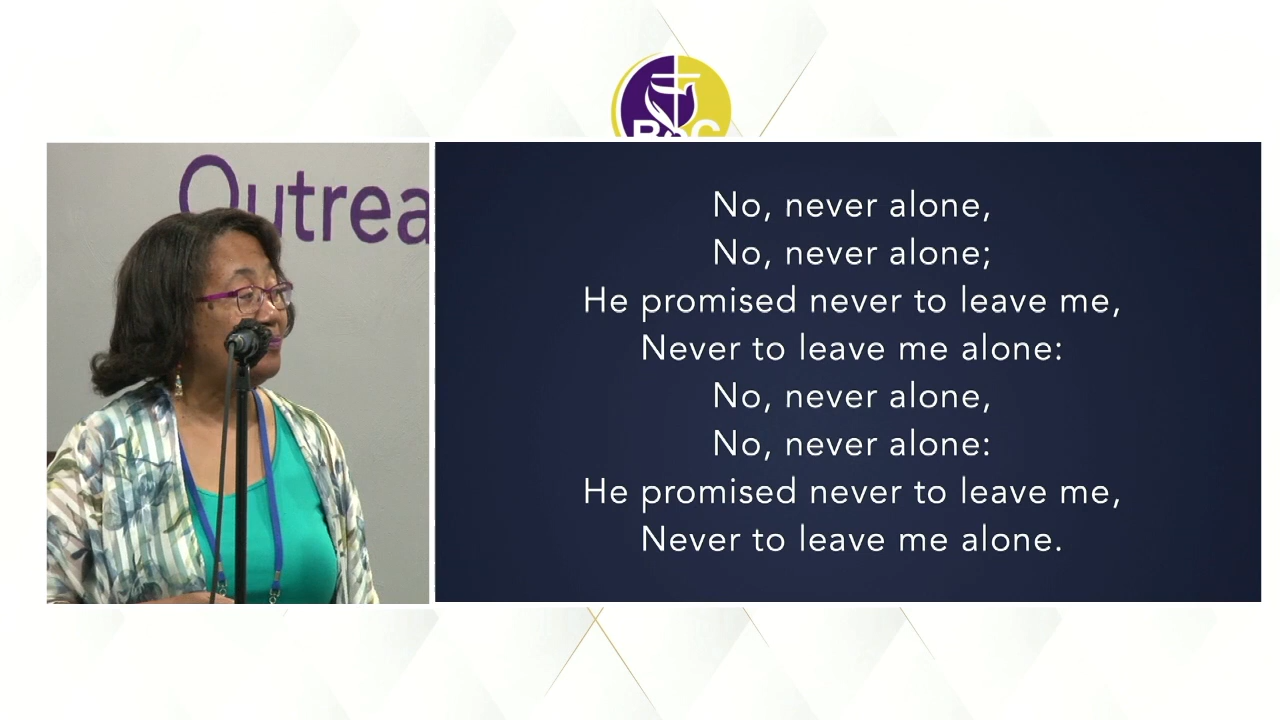 Outrea
No, never alone,
No, never alone;
He promised never to leave me,
Never to leave me alone:
No, never alone,
No, never alone:
He promised never to leave me,
Never to leave me alone.